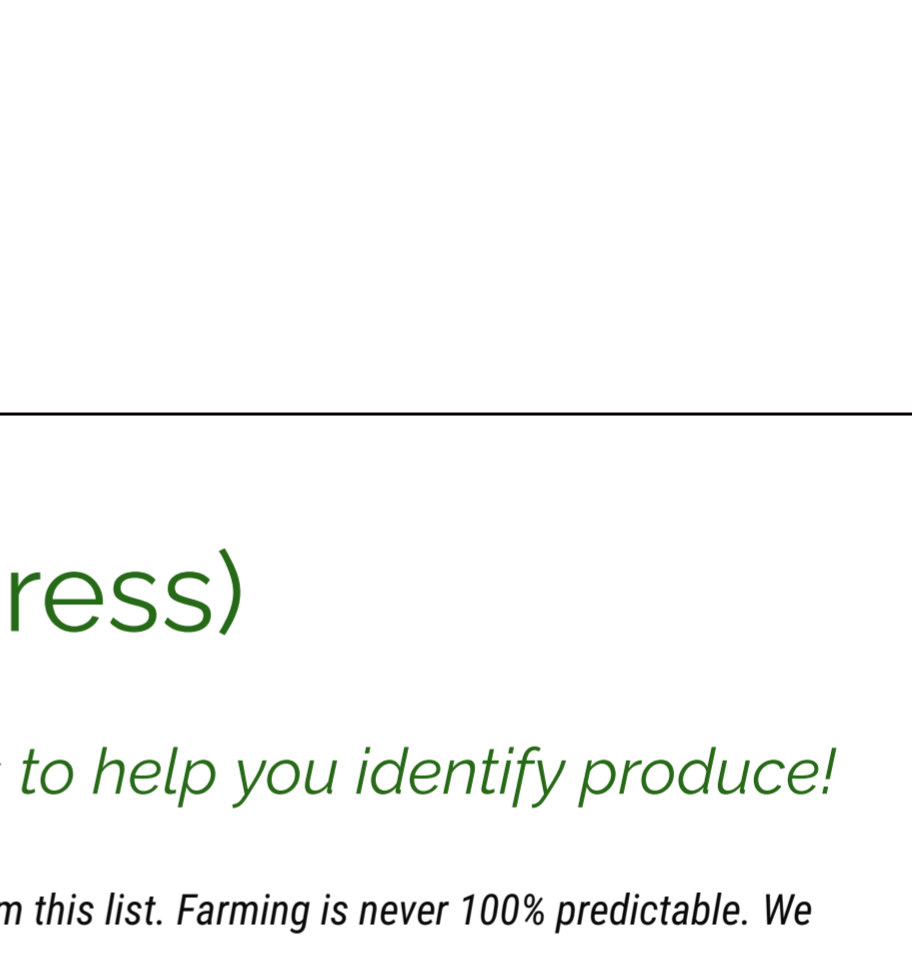 ress)
to help you identify produce!
m this list. Farming is never 100% predictable. We